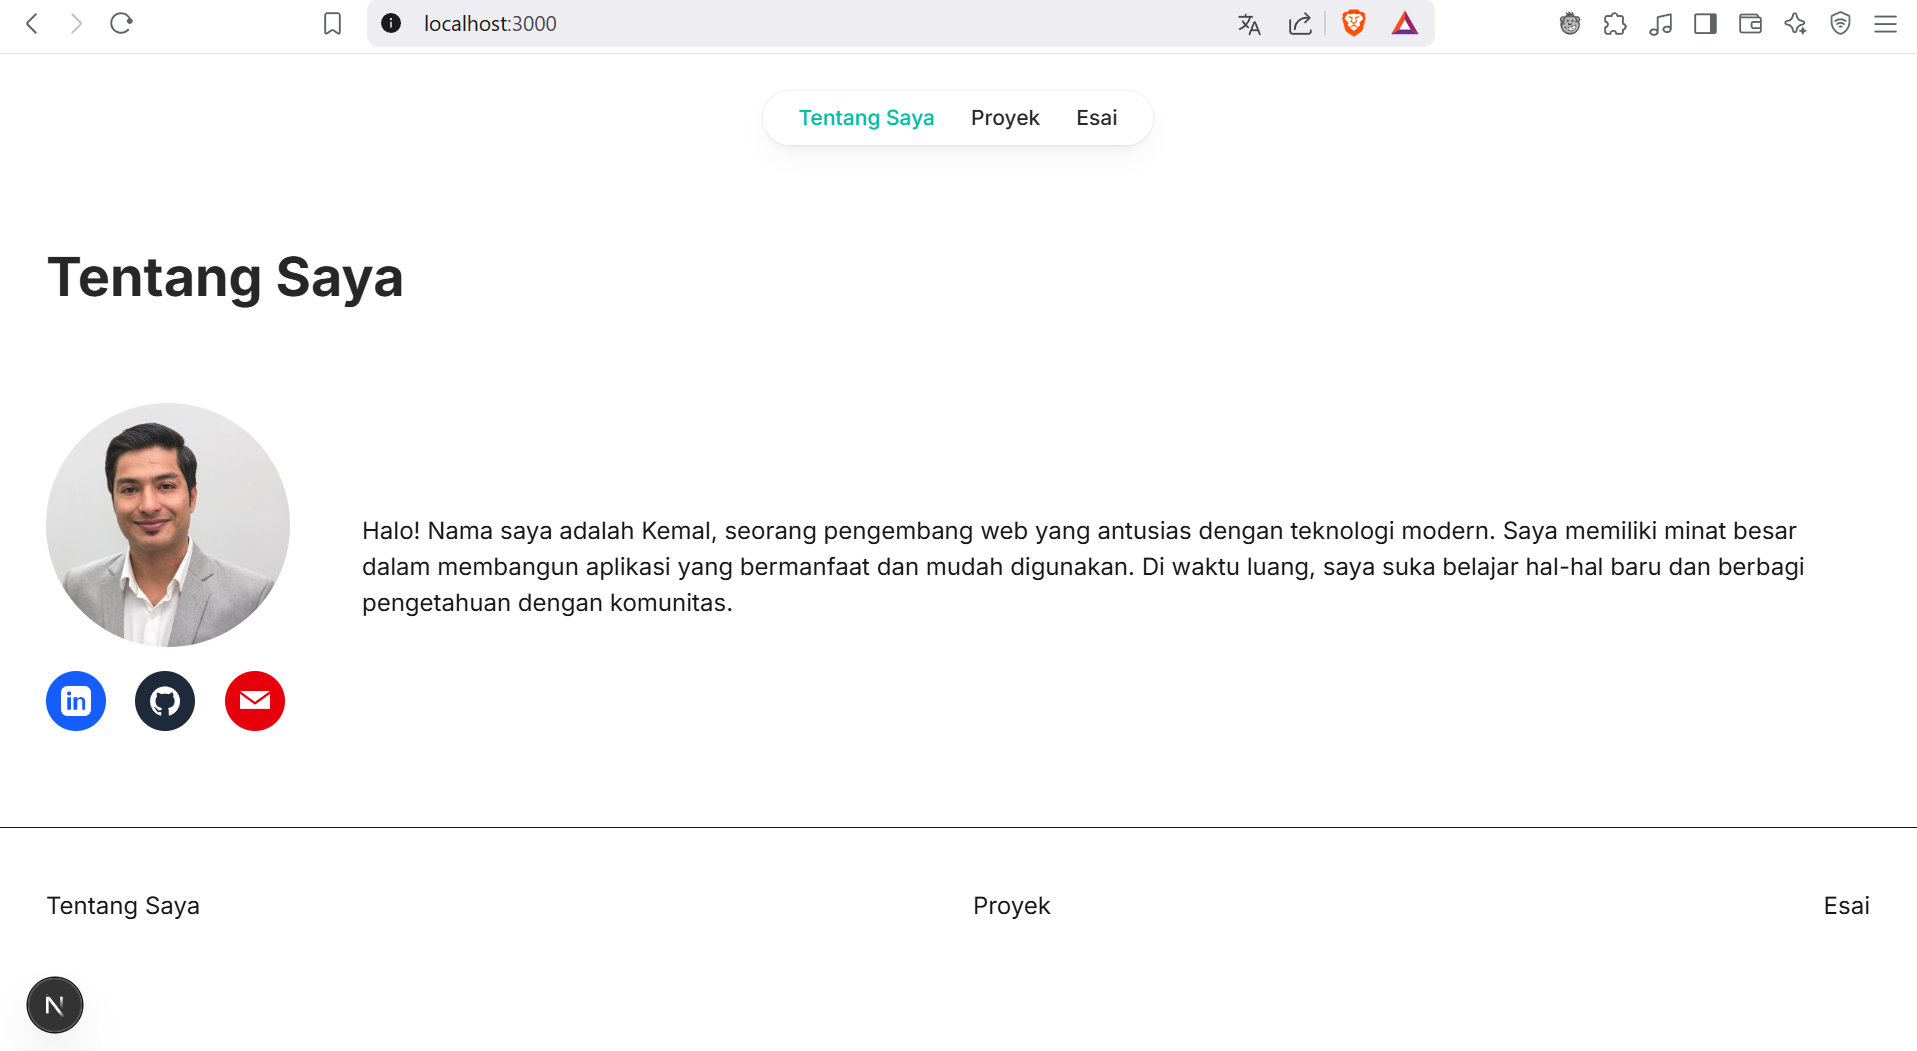 localhost:3000
Tentang Saya Proyek Esai
Tentang Saya
Halo! Nama saya adalah Kemal, seorang pengembang web yang antusias dengan teknologi modern. Saya memiliki minat besar
dalam membangun aplikasi yang bermanfaat dan mudah digunakan. Di waktu luang, saya suka belajar hal-hal baru dan berbagi
pengetahuan dengan komunitas.
in
Tentang Saya Proyek Esai
N